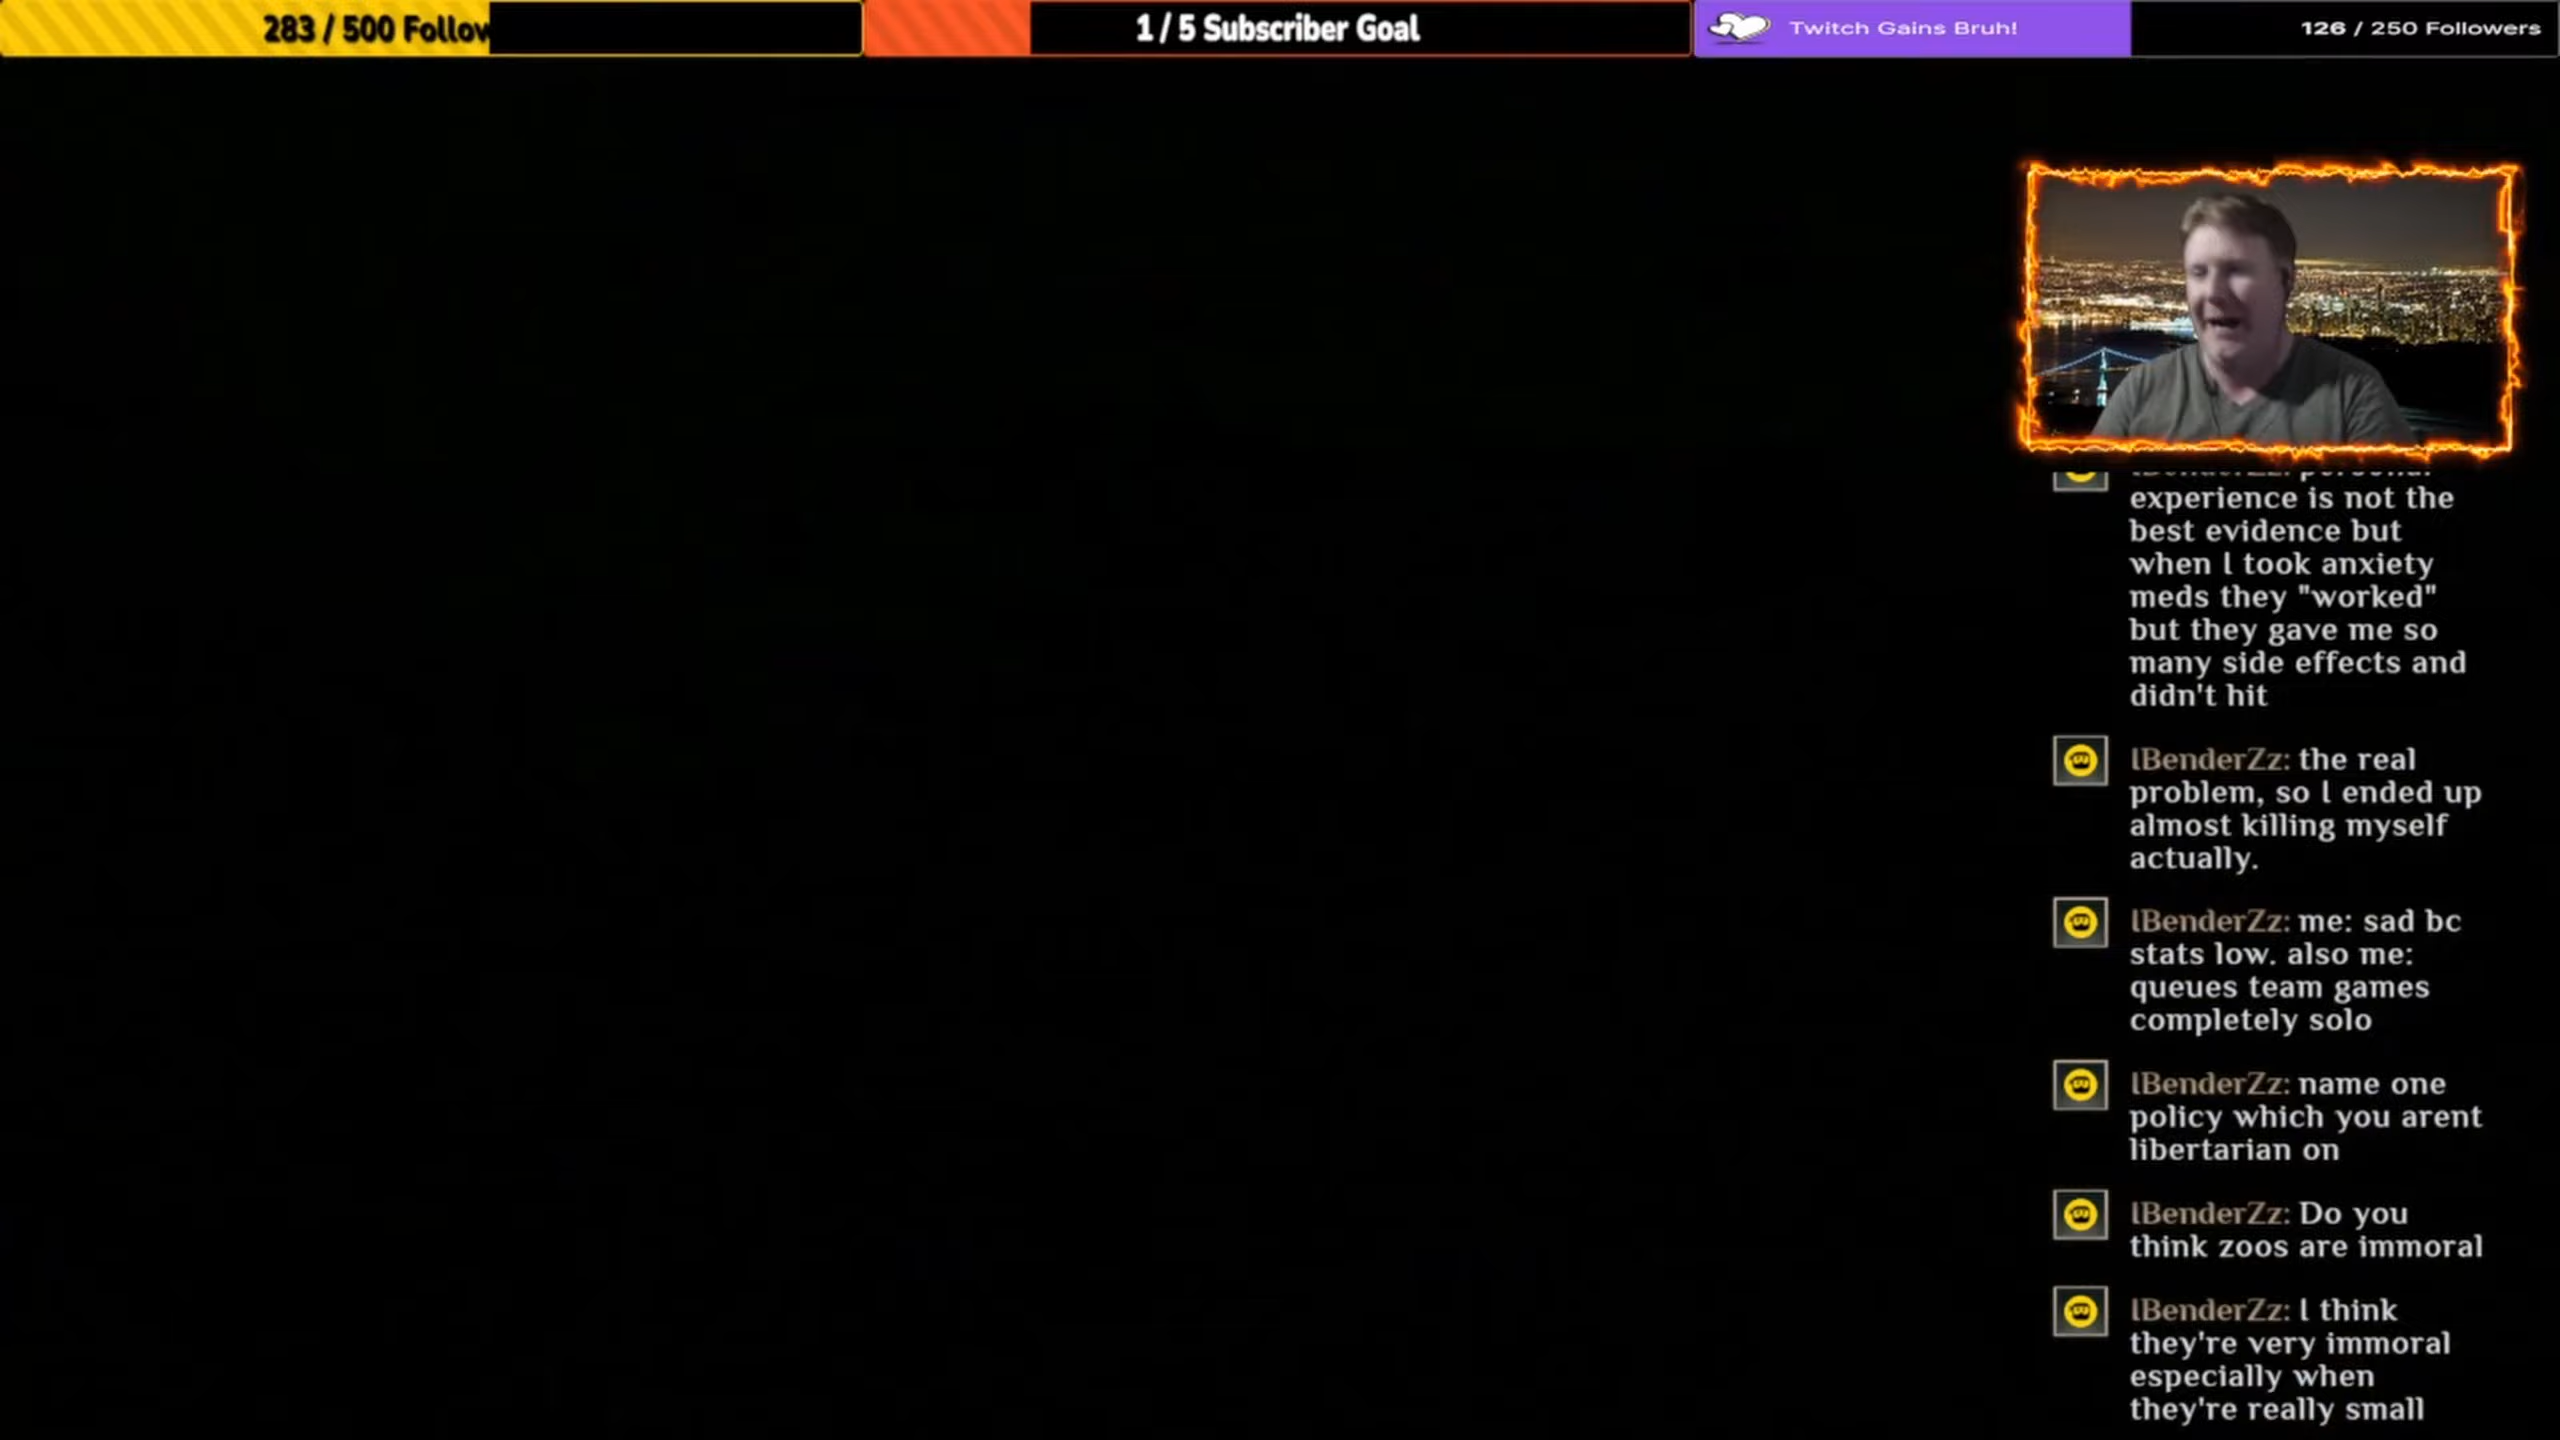 283 / 500 Follow
1 / 5 Subscriber Goal
Twitch Gains Bruh!
126 / 250 Followers
experience is not the
best evidence but
when I took anxiety
meds they "worked"
but they gave me so
many side effects and
didn't hit
lBenderZz: the real
problem, so I ended up
almost killing myself
actually.
lBenderZz: me: sad bc
stats low. also me:
queues team games
completely solo
lBenderZz: name one
policy which you arent
libertarian on
lBenderZz: Do you
think zoos are immoral
lBenderZz: I think
they're very immoral
especially when
they're really small